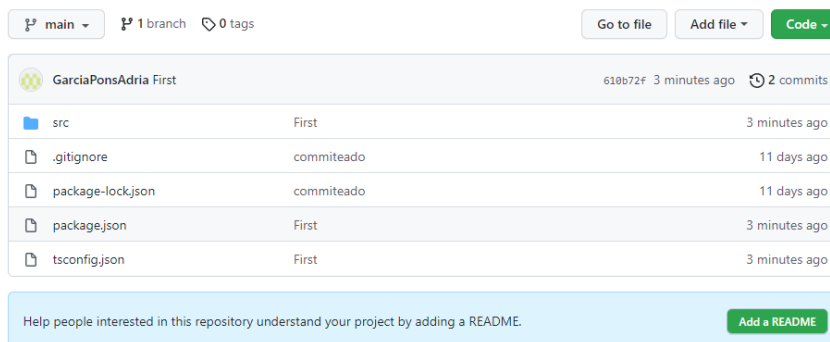 main 1 branch 0 tags Go to file Add file Code
GarciaPonsAdria First 610b72f 3 minutes ago 2 commits
src First 3 minutes ago
.gitignore commiteado 11 days ago
package-lock.json commiteado 11 days ago
package.json First 3 minutes ago
tsconfig.json First 3 minutes ago
Help people interested in this repository understand your project by adding a README. Add a README